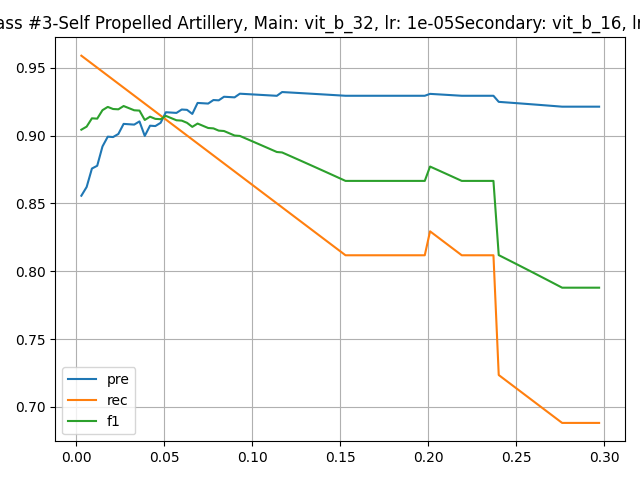 ass #3-Self Propelled Artillery, Main: vit_b_32, lr: 1e-05Secondary: vit_b_16, l
0.95
0.90
0.85
0.80
0.75
0.70
pre
rec
f1
0.00 0.05 0.10 0.15 0.20 0.25 0.30